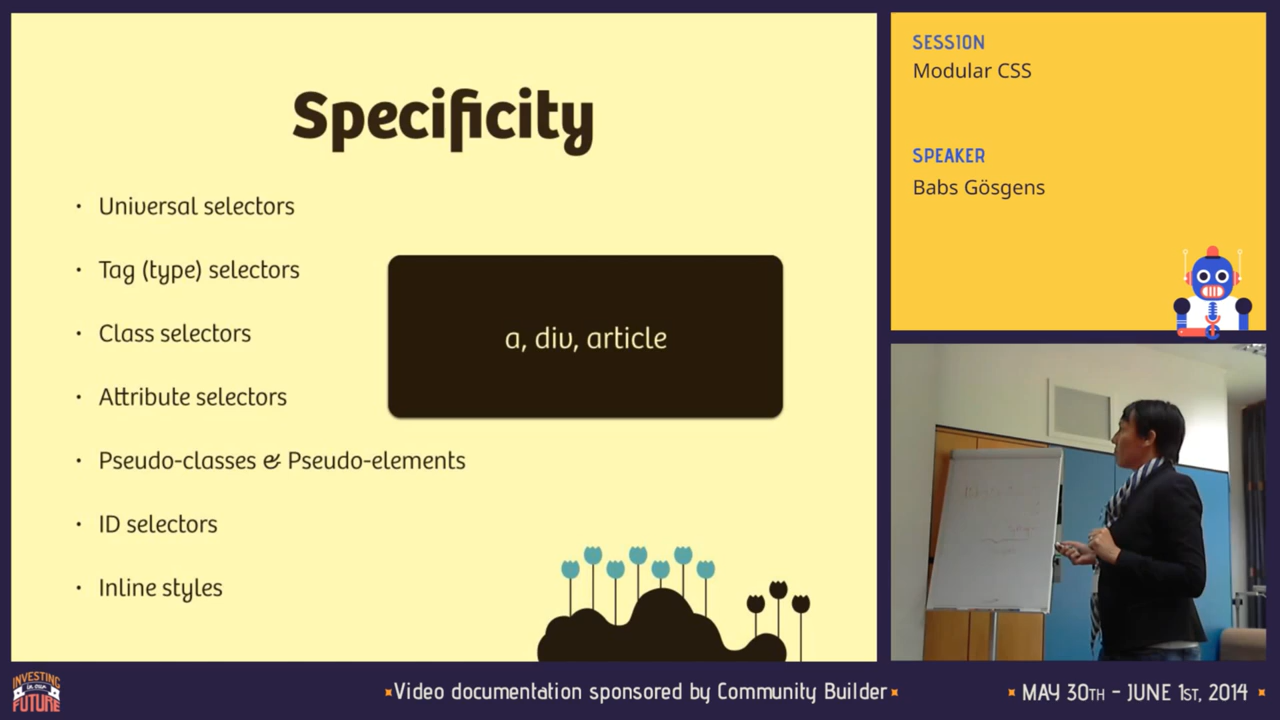 Specificity
• Universal selectors
• Tag (type) selectors
• Class selectors
• Attribute selectors
• Pseudo-classes & Pseudo-elements
• ID selectors
• Inline styles
a, div, article
SESSION
Modular CSS
SPEAKER
Babs Gösgens
INVESTING
in our
FUTURE
Video documentation sponsored by Community Builder
MAY 30TH - JUNE 1ST, 2014